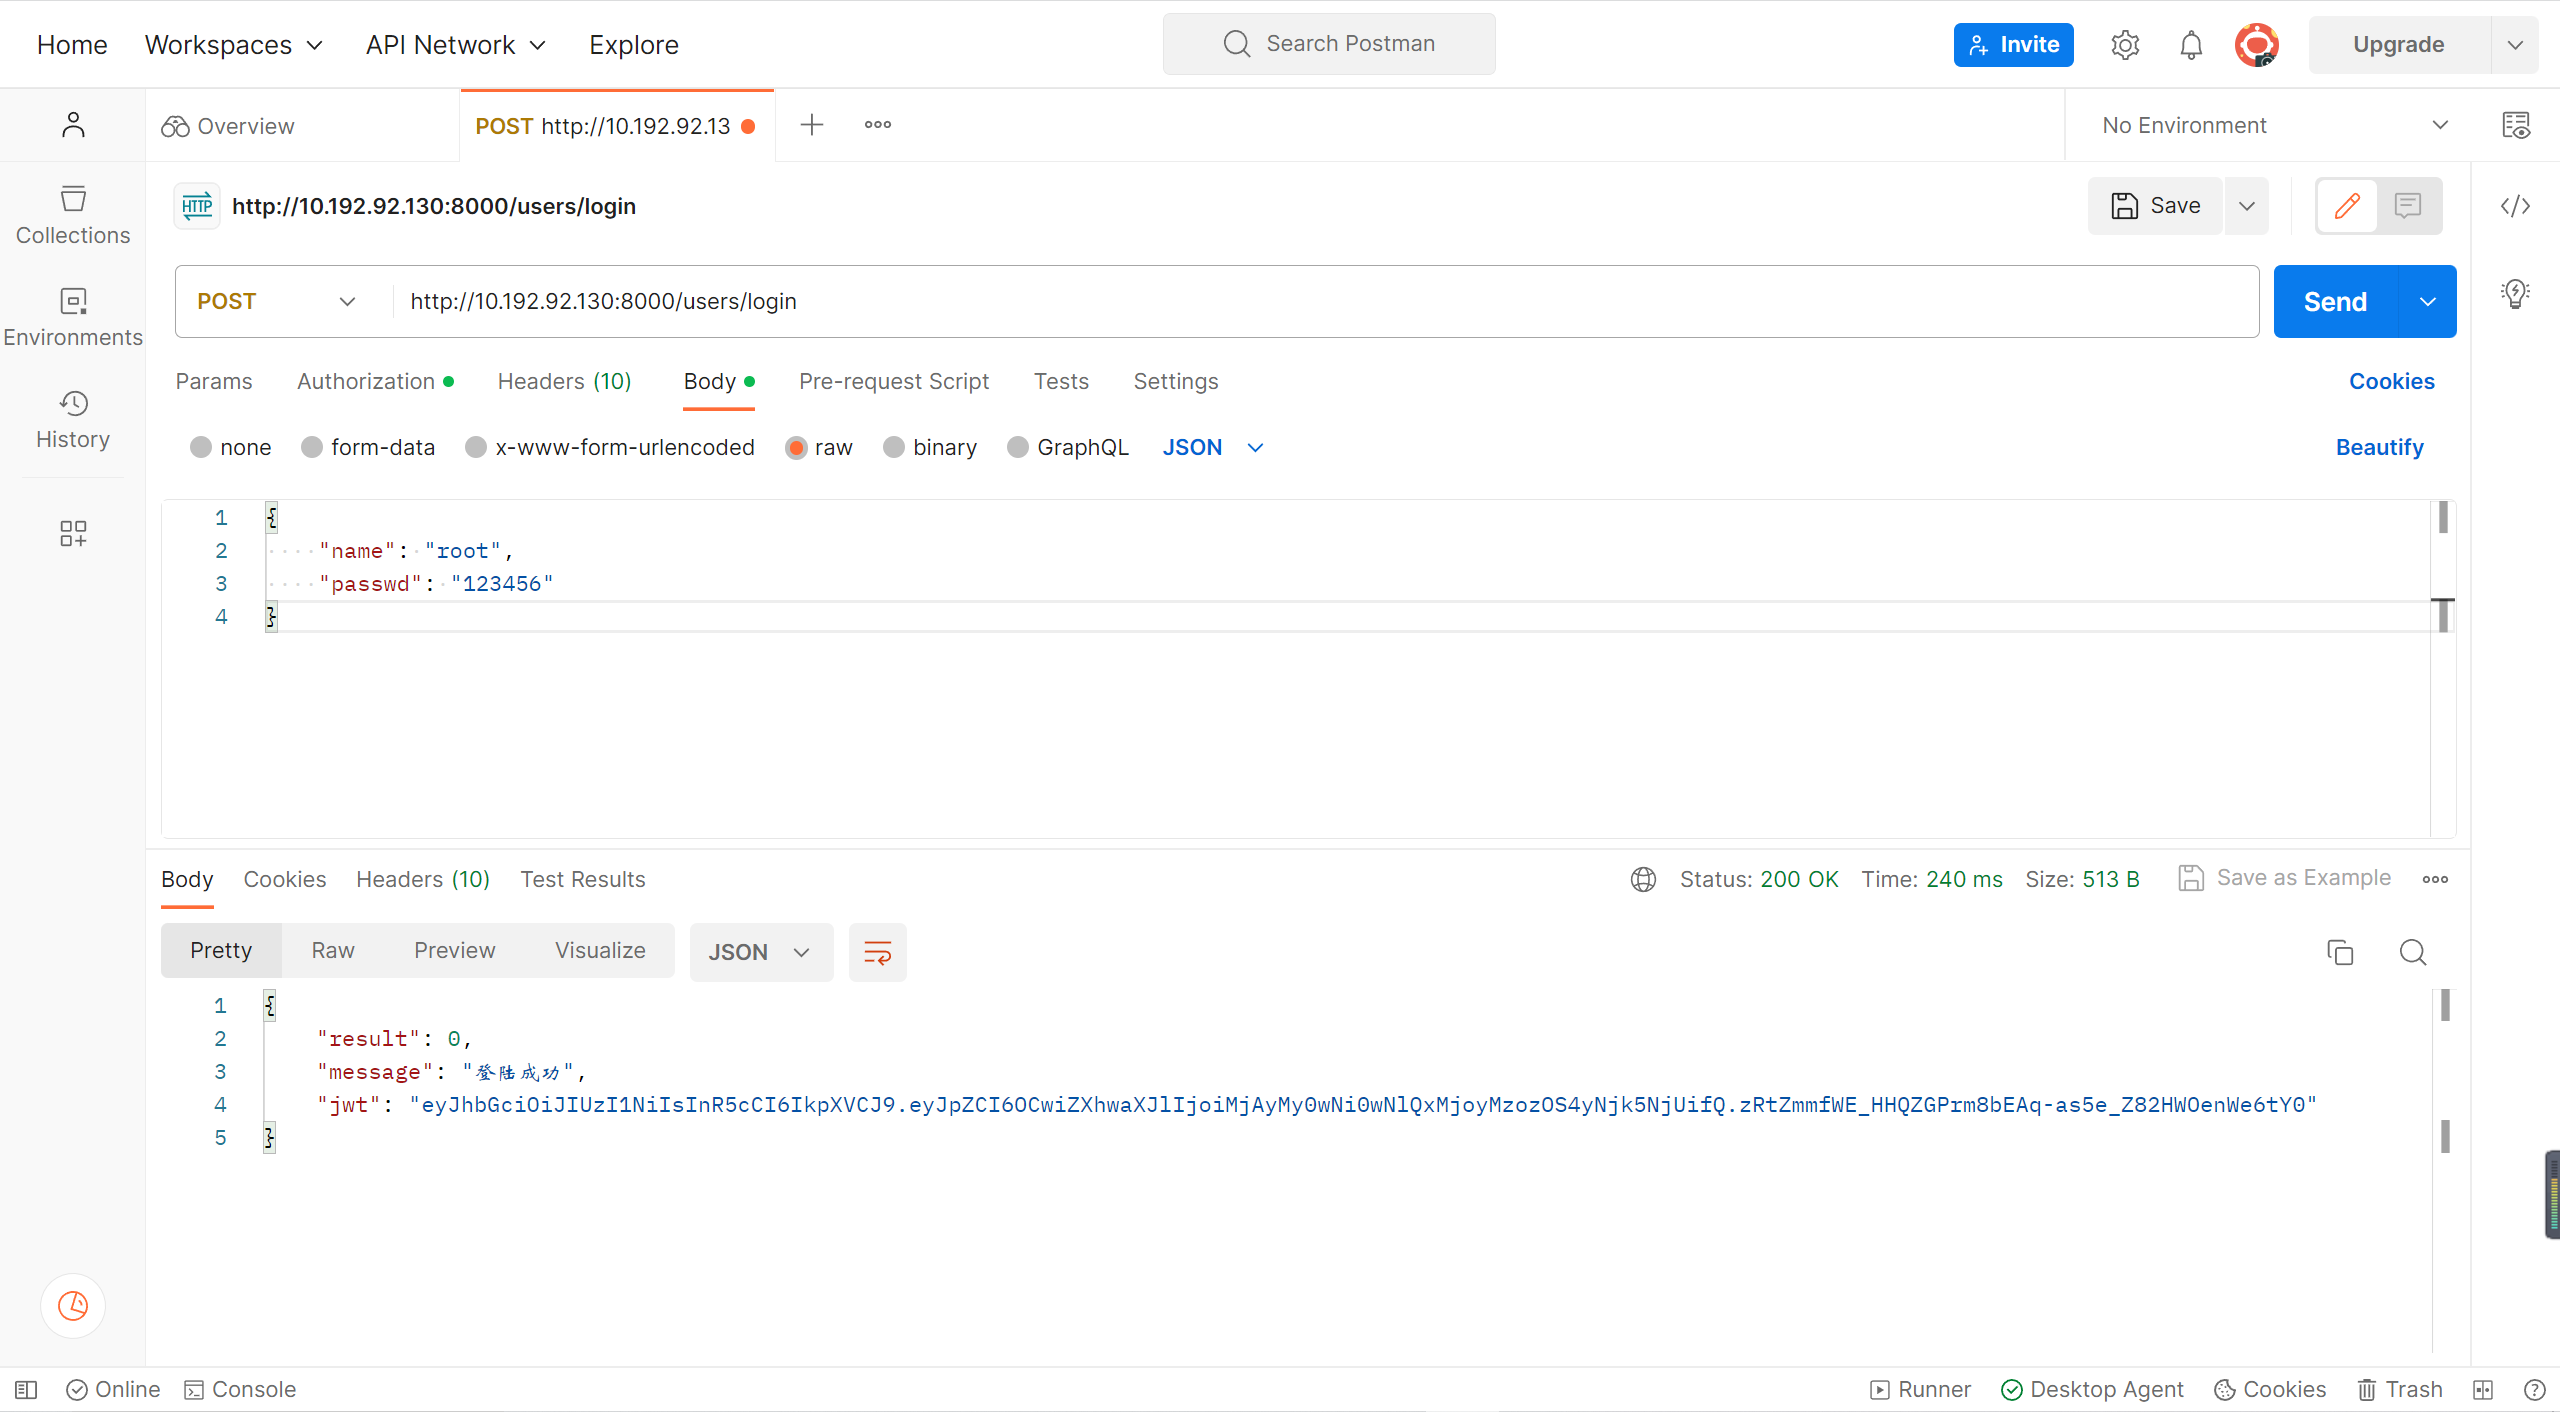 Home Workspaces API Network Explore Search Postman Invite Upgrade
Overview POST http://10.192.92.13 No Environment
HTTP http://10.192.92.130:8000/users/login Save
Collections
Environments
History
POST http://10.192.92.130:8000/users/login Send
Params Authorization Headers (10) Body Pre-request Script Tests Settings Cookies
none form-data x-www-form-urlencoded raw binary GraphQL JSON Beautify
1 {
2 "name": "root",
3 "passwd": "123456"
4 }
Body Cookies Headers (10) Test Results Status: 200 OK Time: 240 ms Size: 513 B Save as Example
Pretty Raw Preview Visualize JSON
1 {
2 "result": 0,
3 "message": "登陆成功",
4 "jwt": "eyJhbGciOiJIUzI1NiIsInR5cCI6IkpXVCJ9.eyJpZCI6OCwiZXhwaXJlIjoiMjAyMy0wNi0wNlQxMjoyMzozOS4yNjk5NjUifQ.zRtZmmfWE_HHQZGPrm8bEAq-as5e_Z82HWOenWe6tY0"
5 }
Online Console Runner Desktop Agent Cookies Trash